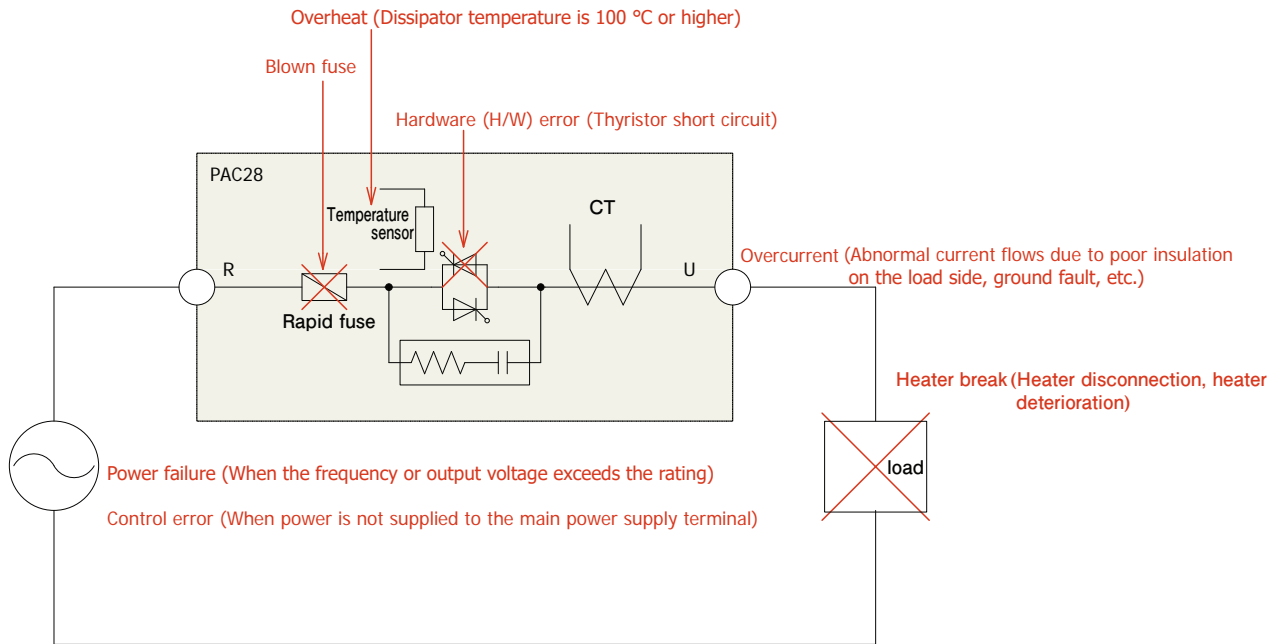 Overheat (Dissipator temperature is 100 °C or higher)
Blown fuse
Hardware (H/W) error (Thyristor short circuit)
PAC28
Temperature
sensor
CT
R
U
Overcurrent (Abnormal current flows due to poor insulation
on the load side, ground fault, etc.)
Rapid fuse
Heater break (Heater disconnection, heater
deterioration)
load
Power failure (When the frequency or output voltage exceeds the rating)
Control error (When power is not supplied to the main power supply terminal)